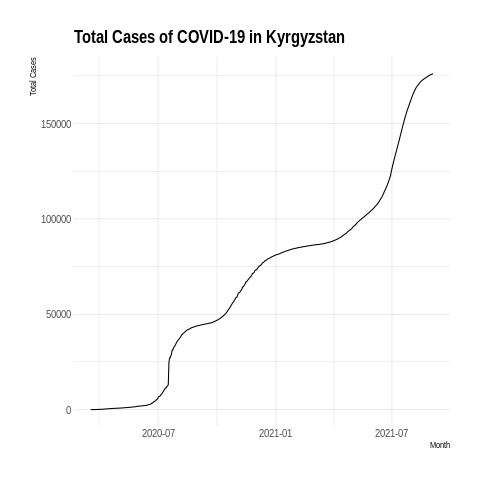 Total Cases of COVID-19 in Kyrgyzstan
Total Cases
150000
100000
50000
0
2020-07 2021-01 2021-07
Month